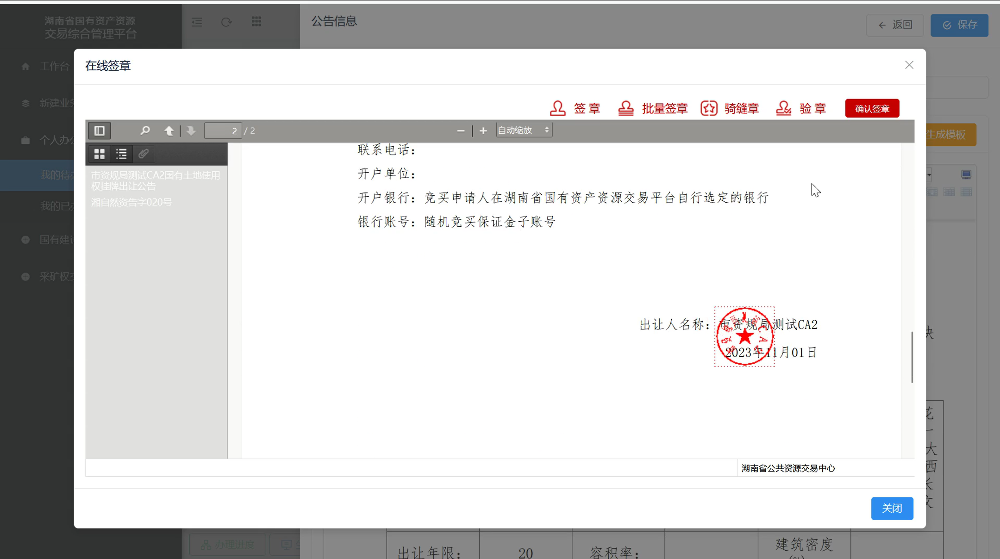 湖南省国有资产资源
交易综合管理平台
公告信息
返回
保存
工作台
新建业
个人办
我的待
我的已
国有建
采矿权
在线签章
签 章
批量签章
骑缝章
验 章
确认签章
2 / 2
自动缩放
生成模板
市资规局测试CA2国有土地使用
权挂牌出让公告
湘自然资告字020号
联系电话：
开户单位：
开户银行：竞买申请人在湖南省国有资产资源交易平台自行选定的银行
银行账号：随机竞买保证金子账号
出让人名称：市资规局测试CA2
2023年11月01日
花
一
大
西
长
文
湖南省公共资源交易中心
关闭
办理进度
出让年限：
20
容积率：
建筑密度